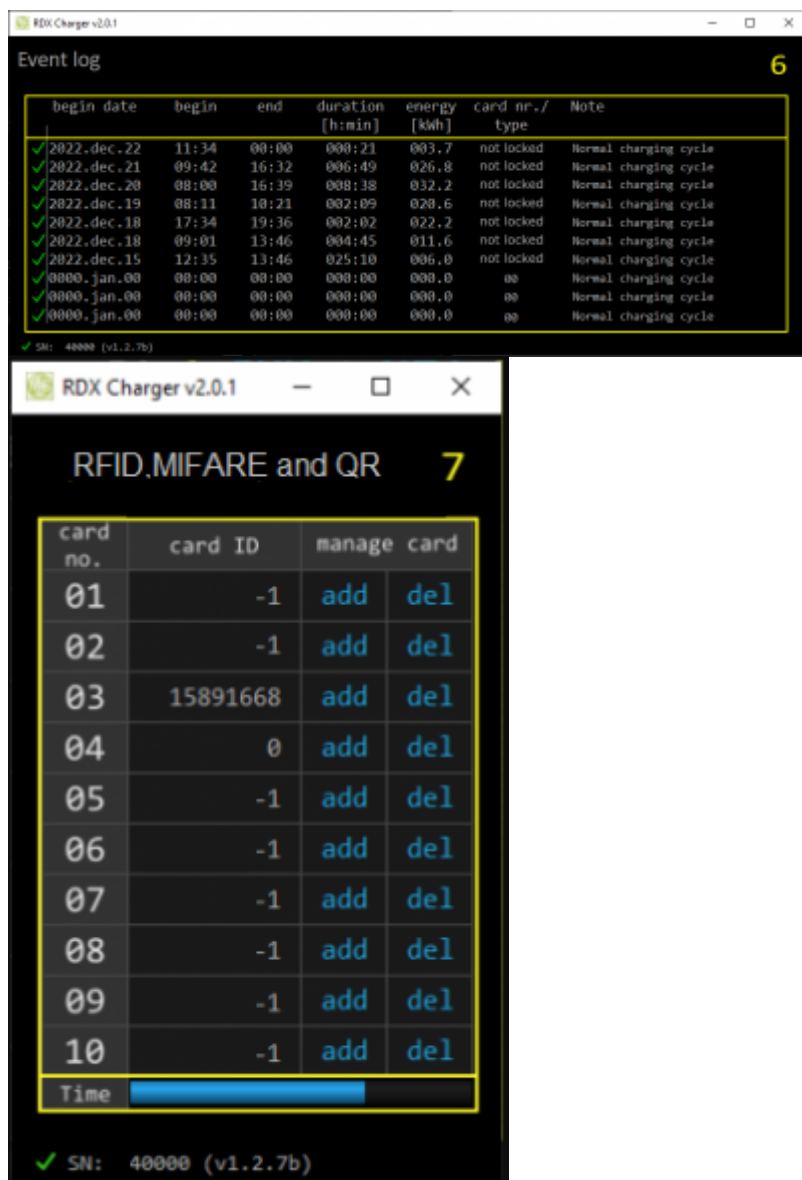 RDX Charger v2.0.1
Event log 6
begin date begin end duration [h:min] energy [kWh] card nr./ type Note
2022.dec.22 11:34 00:00 000:21 003.7 not locked Normal charging cycle
2022.dec.21 09:42 16:32 006:49 026.8 not locked Normal charging cycle
2022.dec.20 08:00 16:39 008:38 032.2 not locked Normal charging cycle
2022.dec.19 08:11 10:21 002:09 020.6 not locked Normal charging cycle
2022.dec.18 17:34 19:36 002:02 022.2 not locked Normal charging cycle
2022.dec.18 09:01 13:46 004:45 011.6 not locked Normal charging cycle
2022.dec.15 12:35 13:46 025:10 006.0 not locked Normal charging cycle
0000.jan.00 00:00 00:00 000:00 000.0 00 Normal charging cycle
0000.jan.00 00:00 00:00 000:00 000.0 00 Normal charging cycle
0000.jan.00 00:00 00:00 000:00 000.0 00 Normal charging cycle
SN: 40000 (v1.2.7b)
RDX Charger v2.0.1
RFID,MIFARE and QR 7
card no. card ID manage card
01 -1 add del
02 -1 add del
03 15891668 add del
04 0 add del
05 -1 add del
06 -1 add del
07 -1 add del
08 -1 add del
09 -1 add del
10 -1 add del
Time
SN: 40000 (v1.2.7b)